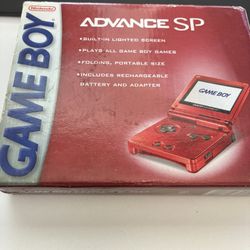 Nintendo
GAME BOY
ADVANCE SP
•BUILT-IN LIGHTED SCREEN
•PLAYS ALL GAME BOY GAMES
•FOLDING, PORTABLE SIZE
•INCLUDES RECHARGEABLE
BATTERY AND ADAPTER
GAME BOY